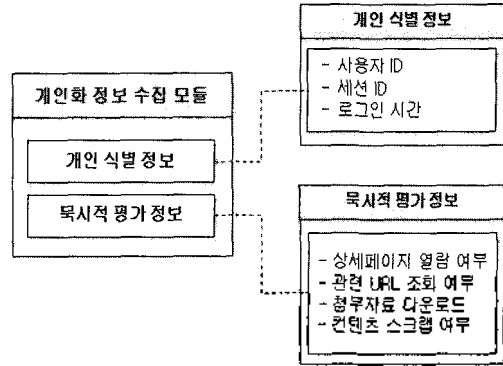 개인화 정보 수집 모듈
개인 식별 정보
묵시적 평가 정보
개인 식별 정보
- 사용자 ID
- 세션 ID
- 로그인 시간
묵시적 평가 정보
- 상세페이지 열람 여부
- 관련 URL 조회 여부
- 첨부자료 다운로드
- 컨텐츠 스크랩 여부